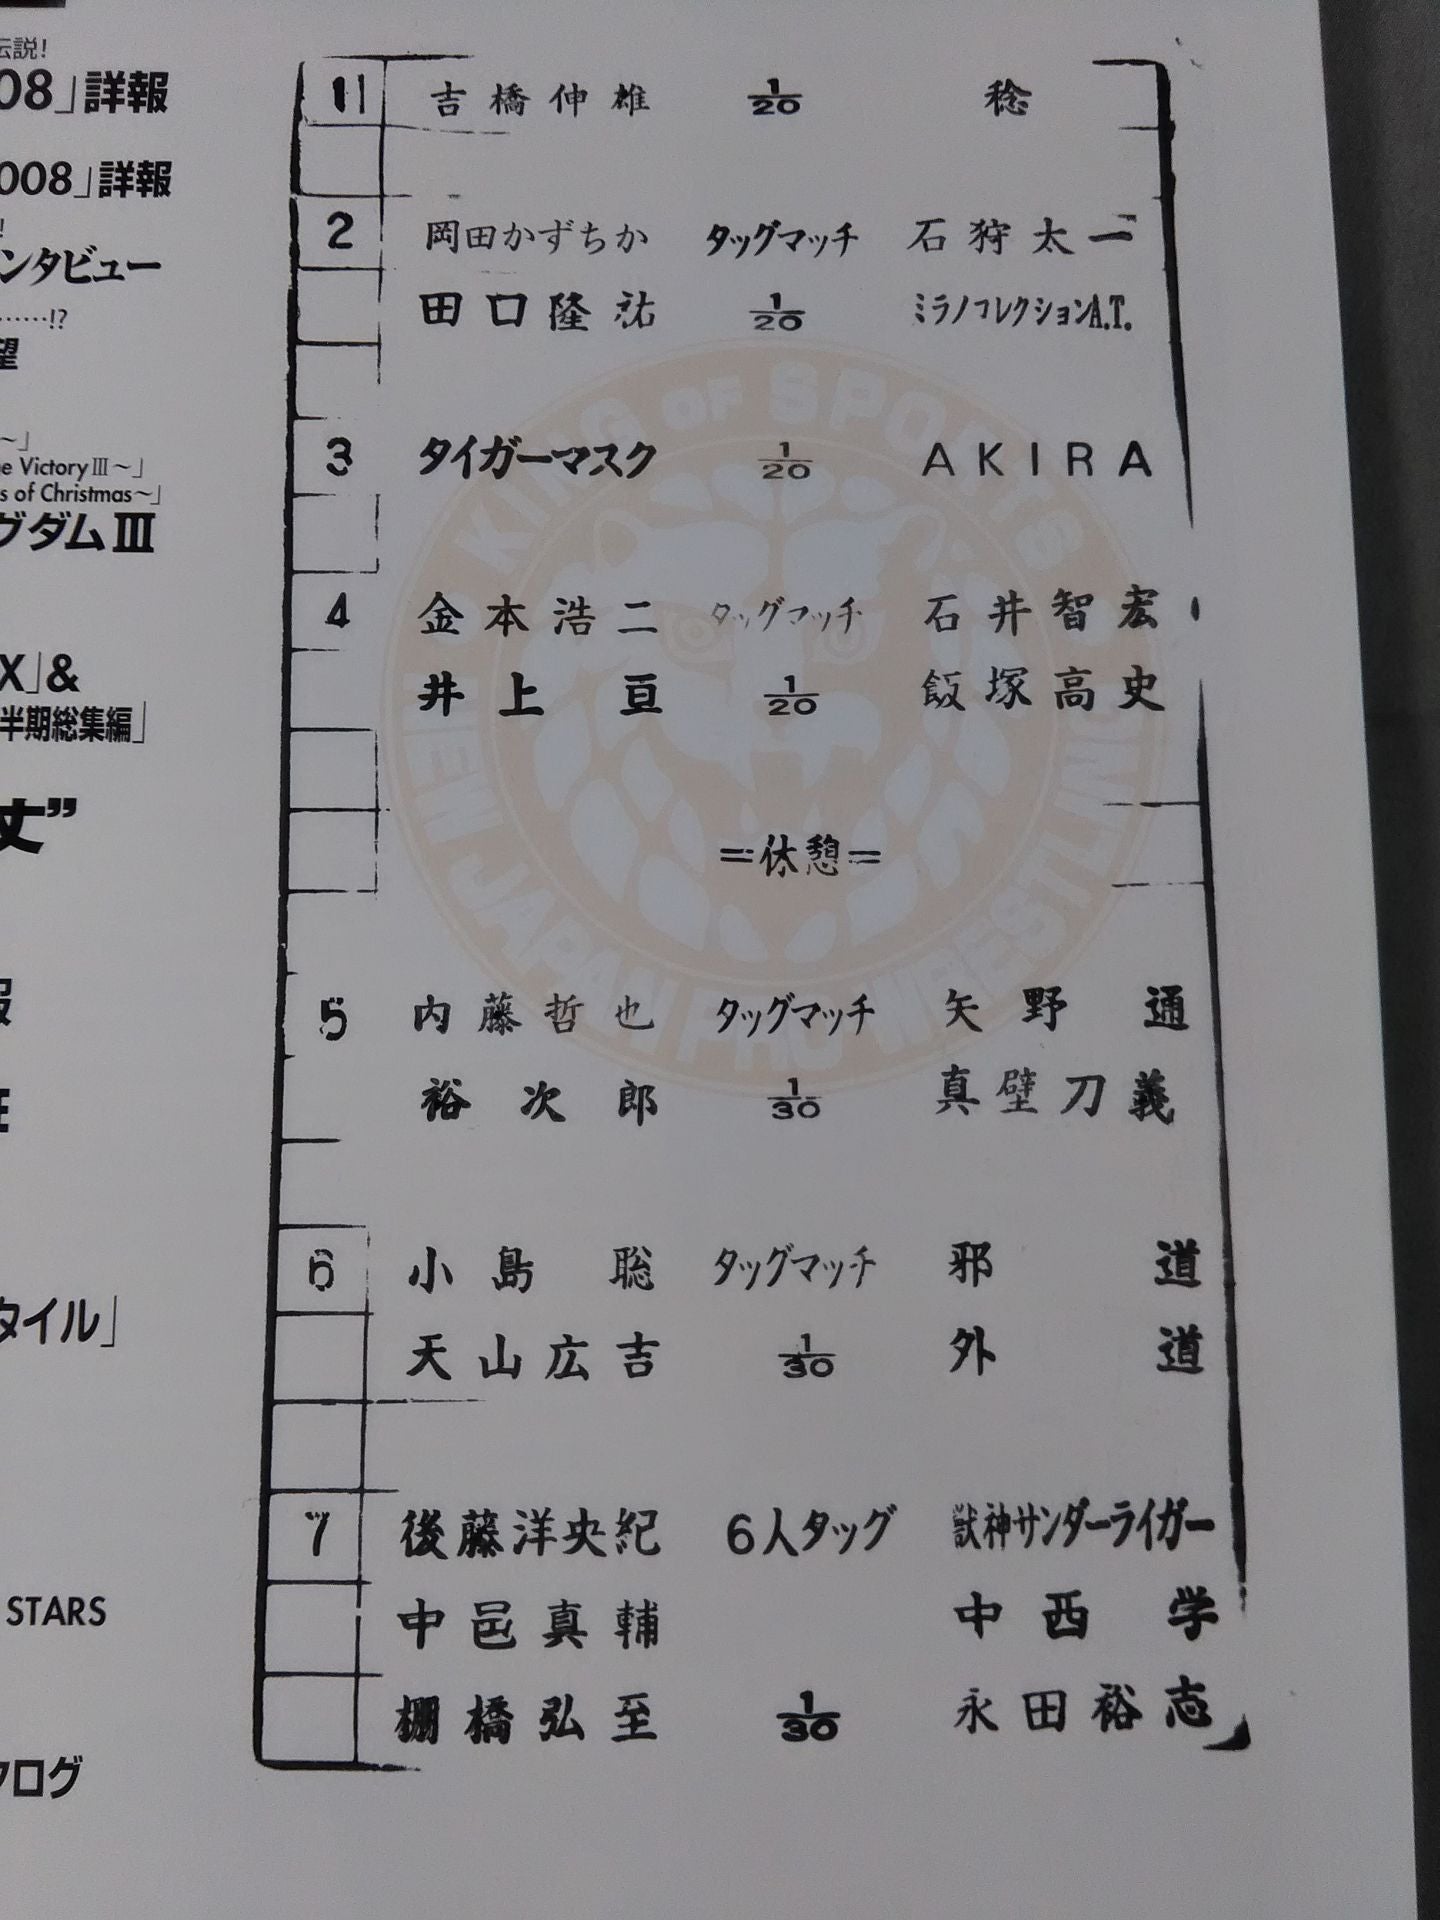 伝説!
08」詳報
008」詳報
!
ンタビュー
……!?
望
～」
e Victory Ⅲ～」
s of Christmas～」
グダムⅢ
X」&
半期総集編」
丈”
報
タイル」
STARS
タログ
11 吉橋伸雄 1/20 稔
2 岡田かずちか タッグマッチ 石狩太一
田口隆祐 1/20 ミラノコレクションA.T.
3 タイガーマスク 1/20 AKIRA
4 金本浩二 タッグマッチ 石井智宏
井上亘 1/20 飯塚高史
=休憩=
5 内藤哲也 タッグマッチ 矢野通
裕次郎 1/30 真壁刀義
6 小島聡 タッグマッチ 邪道
天山広吉 1/30 外道
7 後藤洋央紀 6人タッグ 獣神サンダーライガー
中邑真輔 中西学
棚橋弘至 1/30 永田裕志
KING OF SPORTS
NEW JAPAN PRO WRESTLING